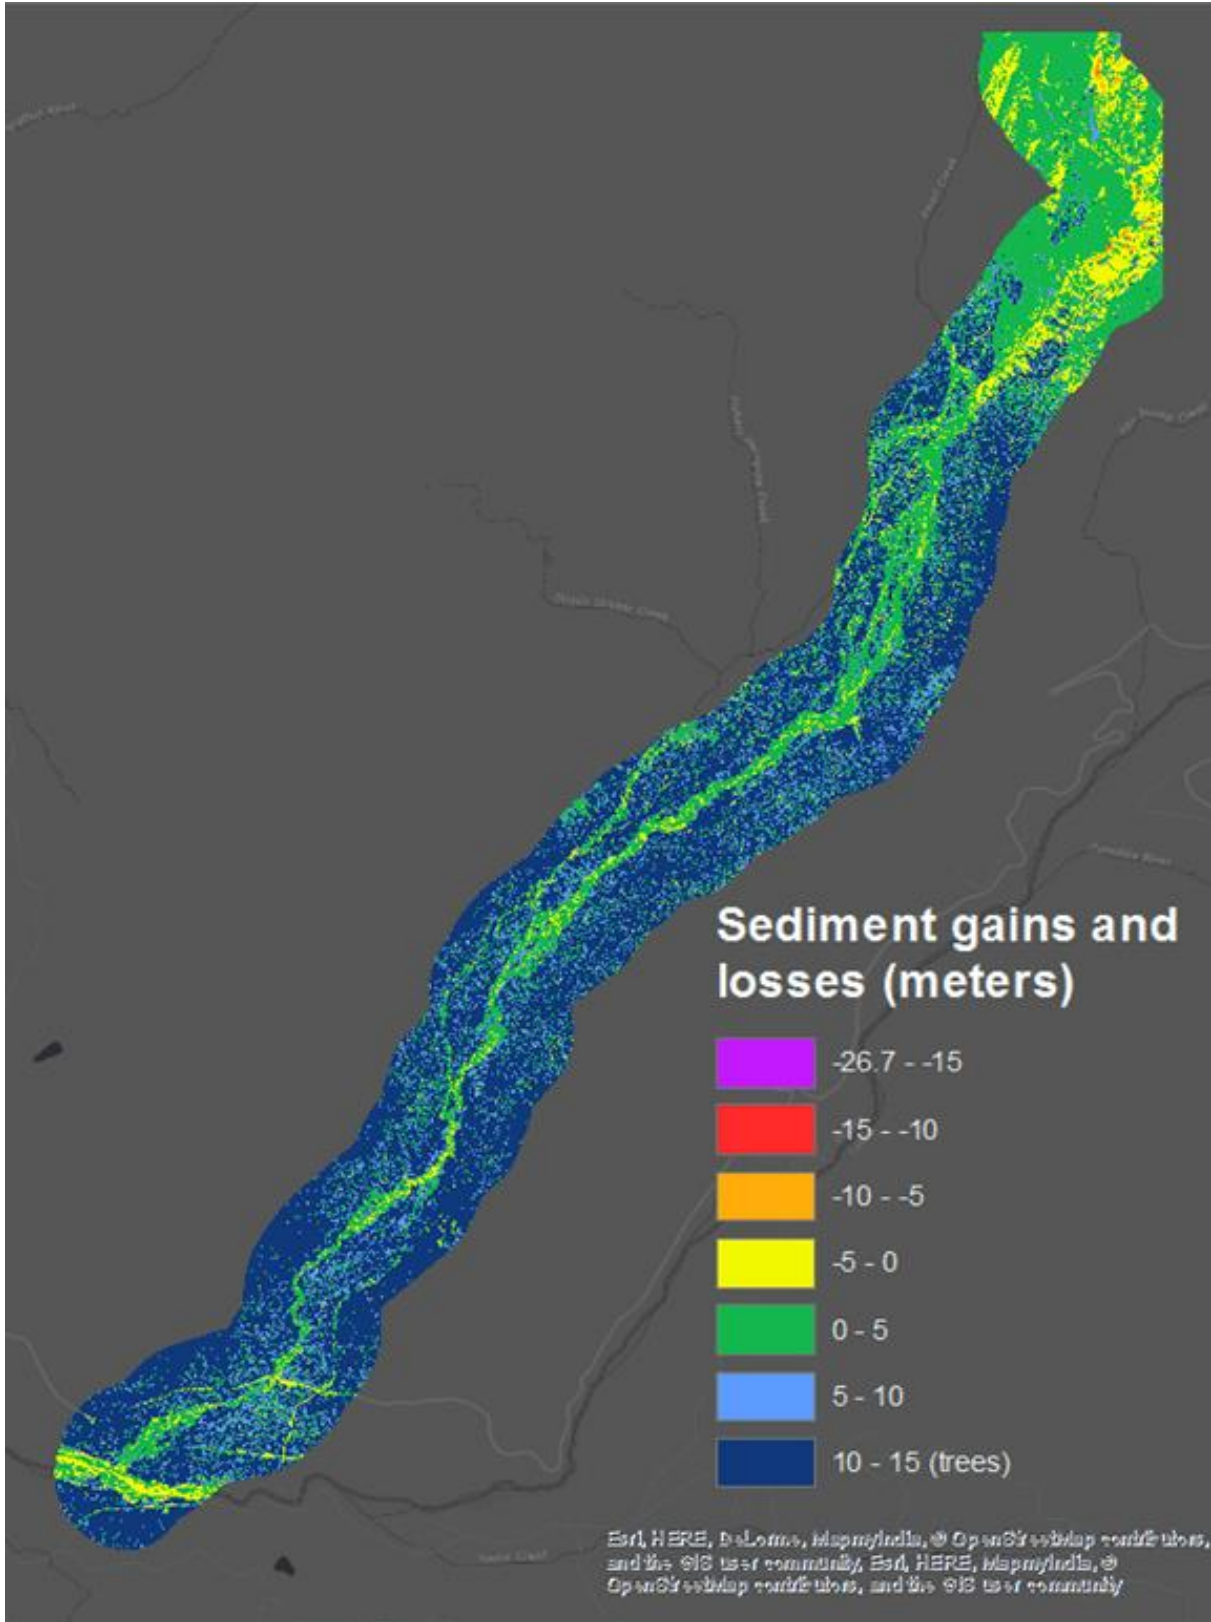 Creek
Sediment gains and
losses (meters)
-26.7 - -15
-15 - -10
-10 - -5
-5 - 0
0 - 5
5 - 10
10 - 15 (trees)
Esri, HERE, DeLorme, MapmyIndia, © OpenStreetMap contributors,
and the GIS user community, Esri, HERE, MapmyIndia, ©
OpenStreetMap contributors, and the GIS user community